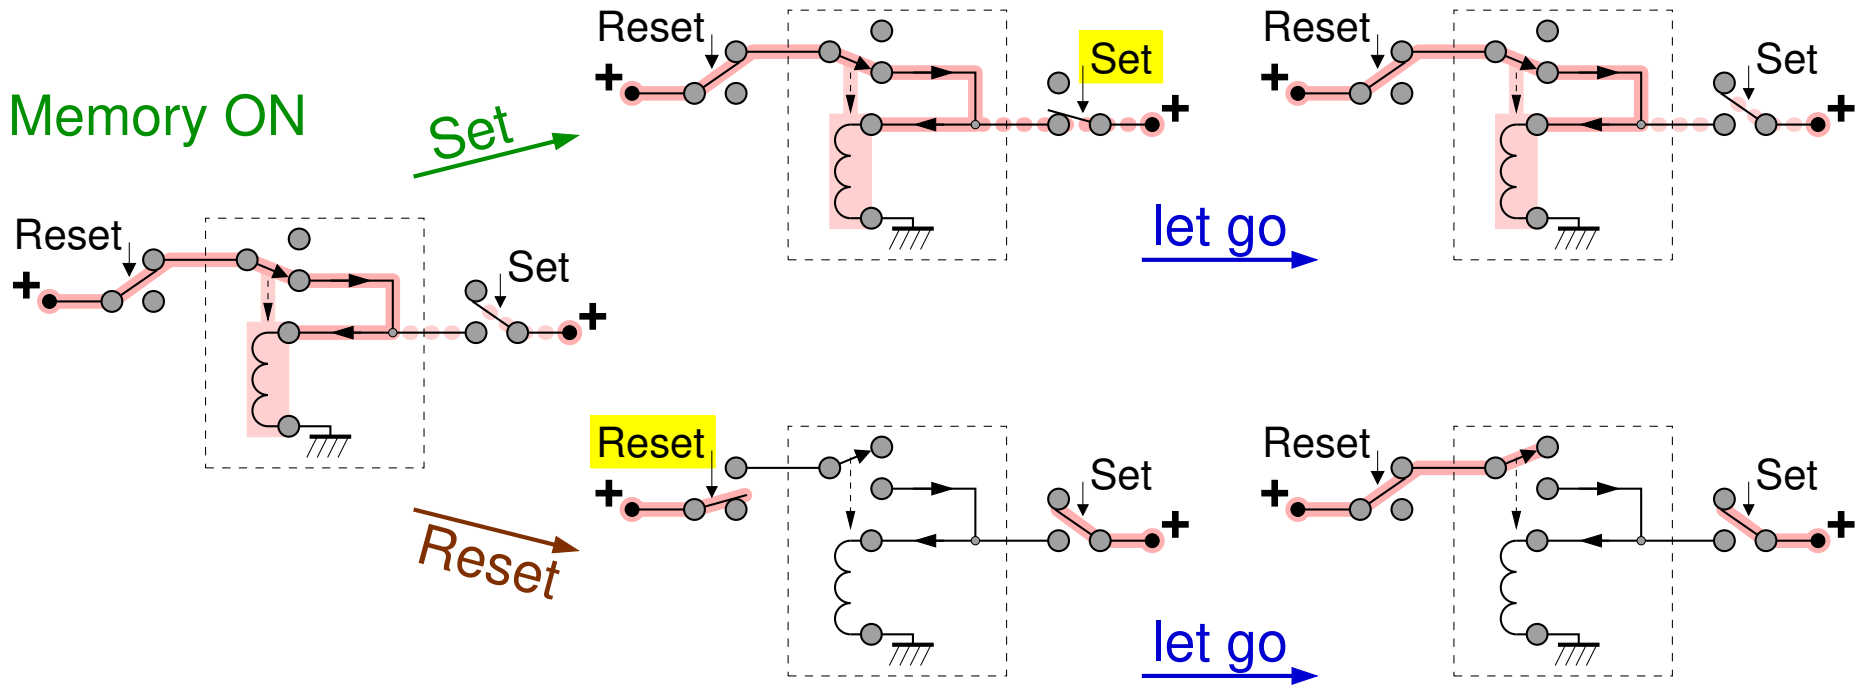 Memory ON
Reset
+
Set
+
Set
Reset
+
Set
+
let go
Reset
+
Set
+
Reset
Reset
+
Set
+
let go
Reset
+
Set
+